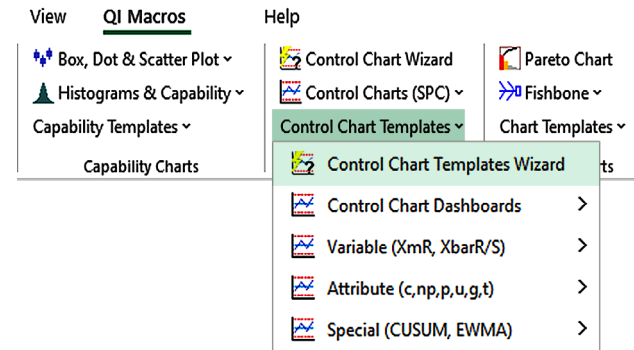 View QI Macros Help
Box, Dot & Scatter Plot Control Chart Wizard Pareto Chart
Histograms & Capability Control Charts (SPC) Fishbone
Capability Templates Control Chart Templates Chart Templates
Capability Charts rts
Control Chart Templates Wizard
Control Chart Dashboards
Variable (XmR, XbarR/S)
Attribute (c,np,p,u,g,t)
Special (CUSUM, EWMA)